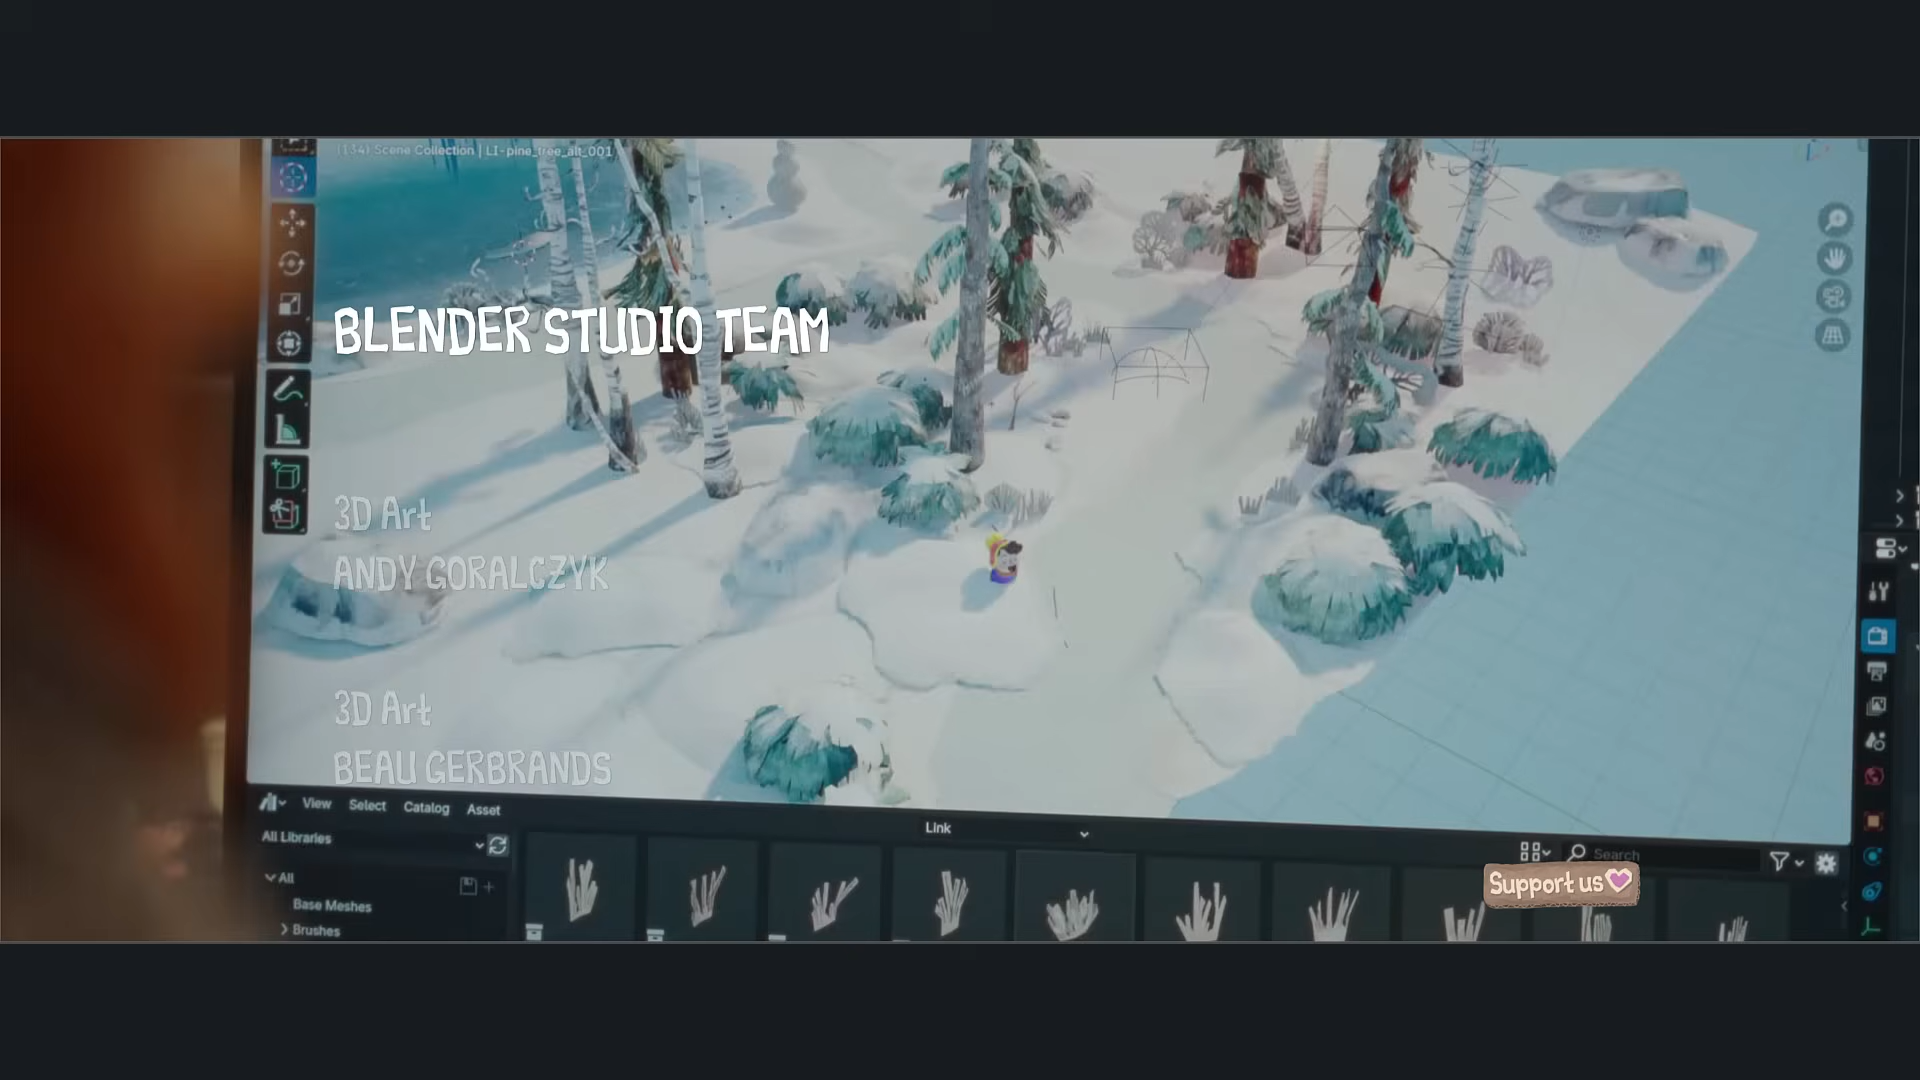 (134) Scene Collection | LI-pine_tree_alt_001
BLENDER STUDIO TEAM
3D Art
ANDY GORALCZYK
3D Art
BEAU GERBRANDS
View Select Catalog Asset
All Libraries
Link
Search
All
Base Meshes
Brushes
Support us